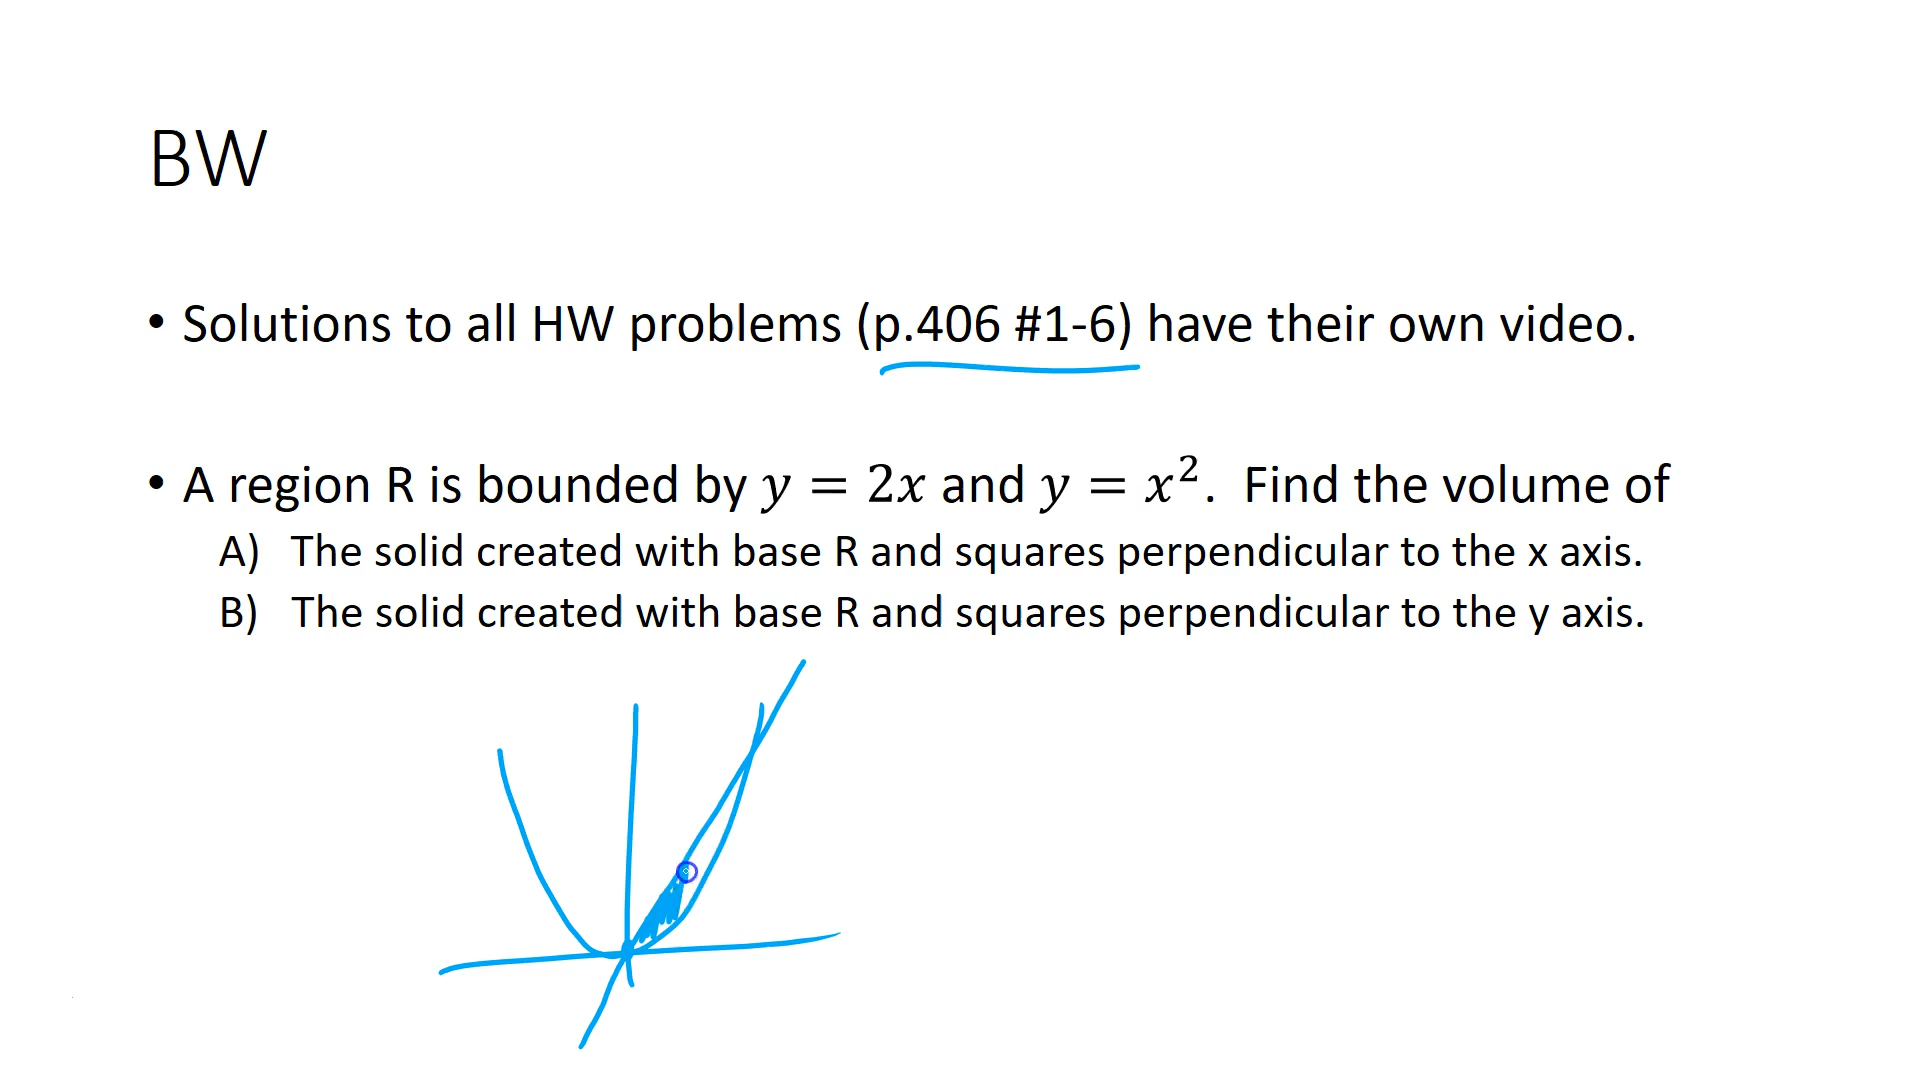 BW
• Solutions to all HW problems (p.406 #1-6) have their own video.
• A region R is bounded by y = 2x and y = x². Find the volume of
A) The solid created with base R and squares perpendicular to the x axis.
B) The solid created with base R and squares perpendicular to the y axis.